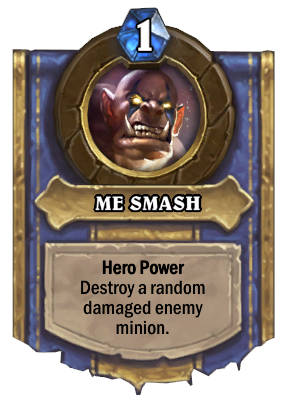 1
ME SMASH
Hero Power
Destroy a random
damaged enemy
minion.